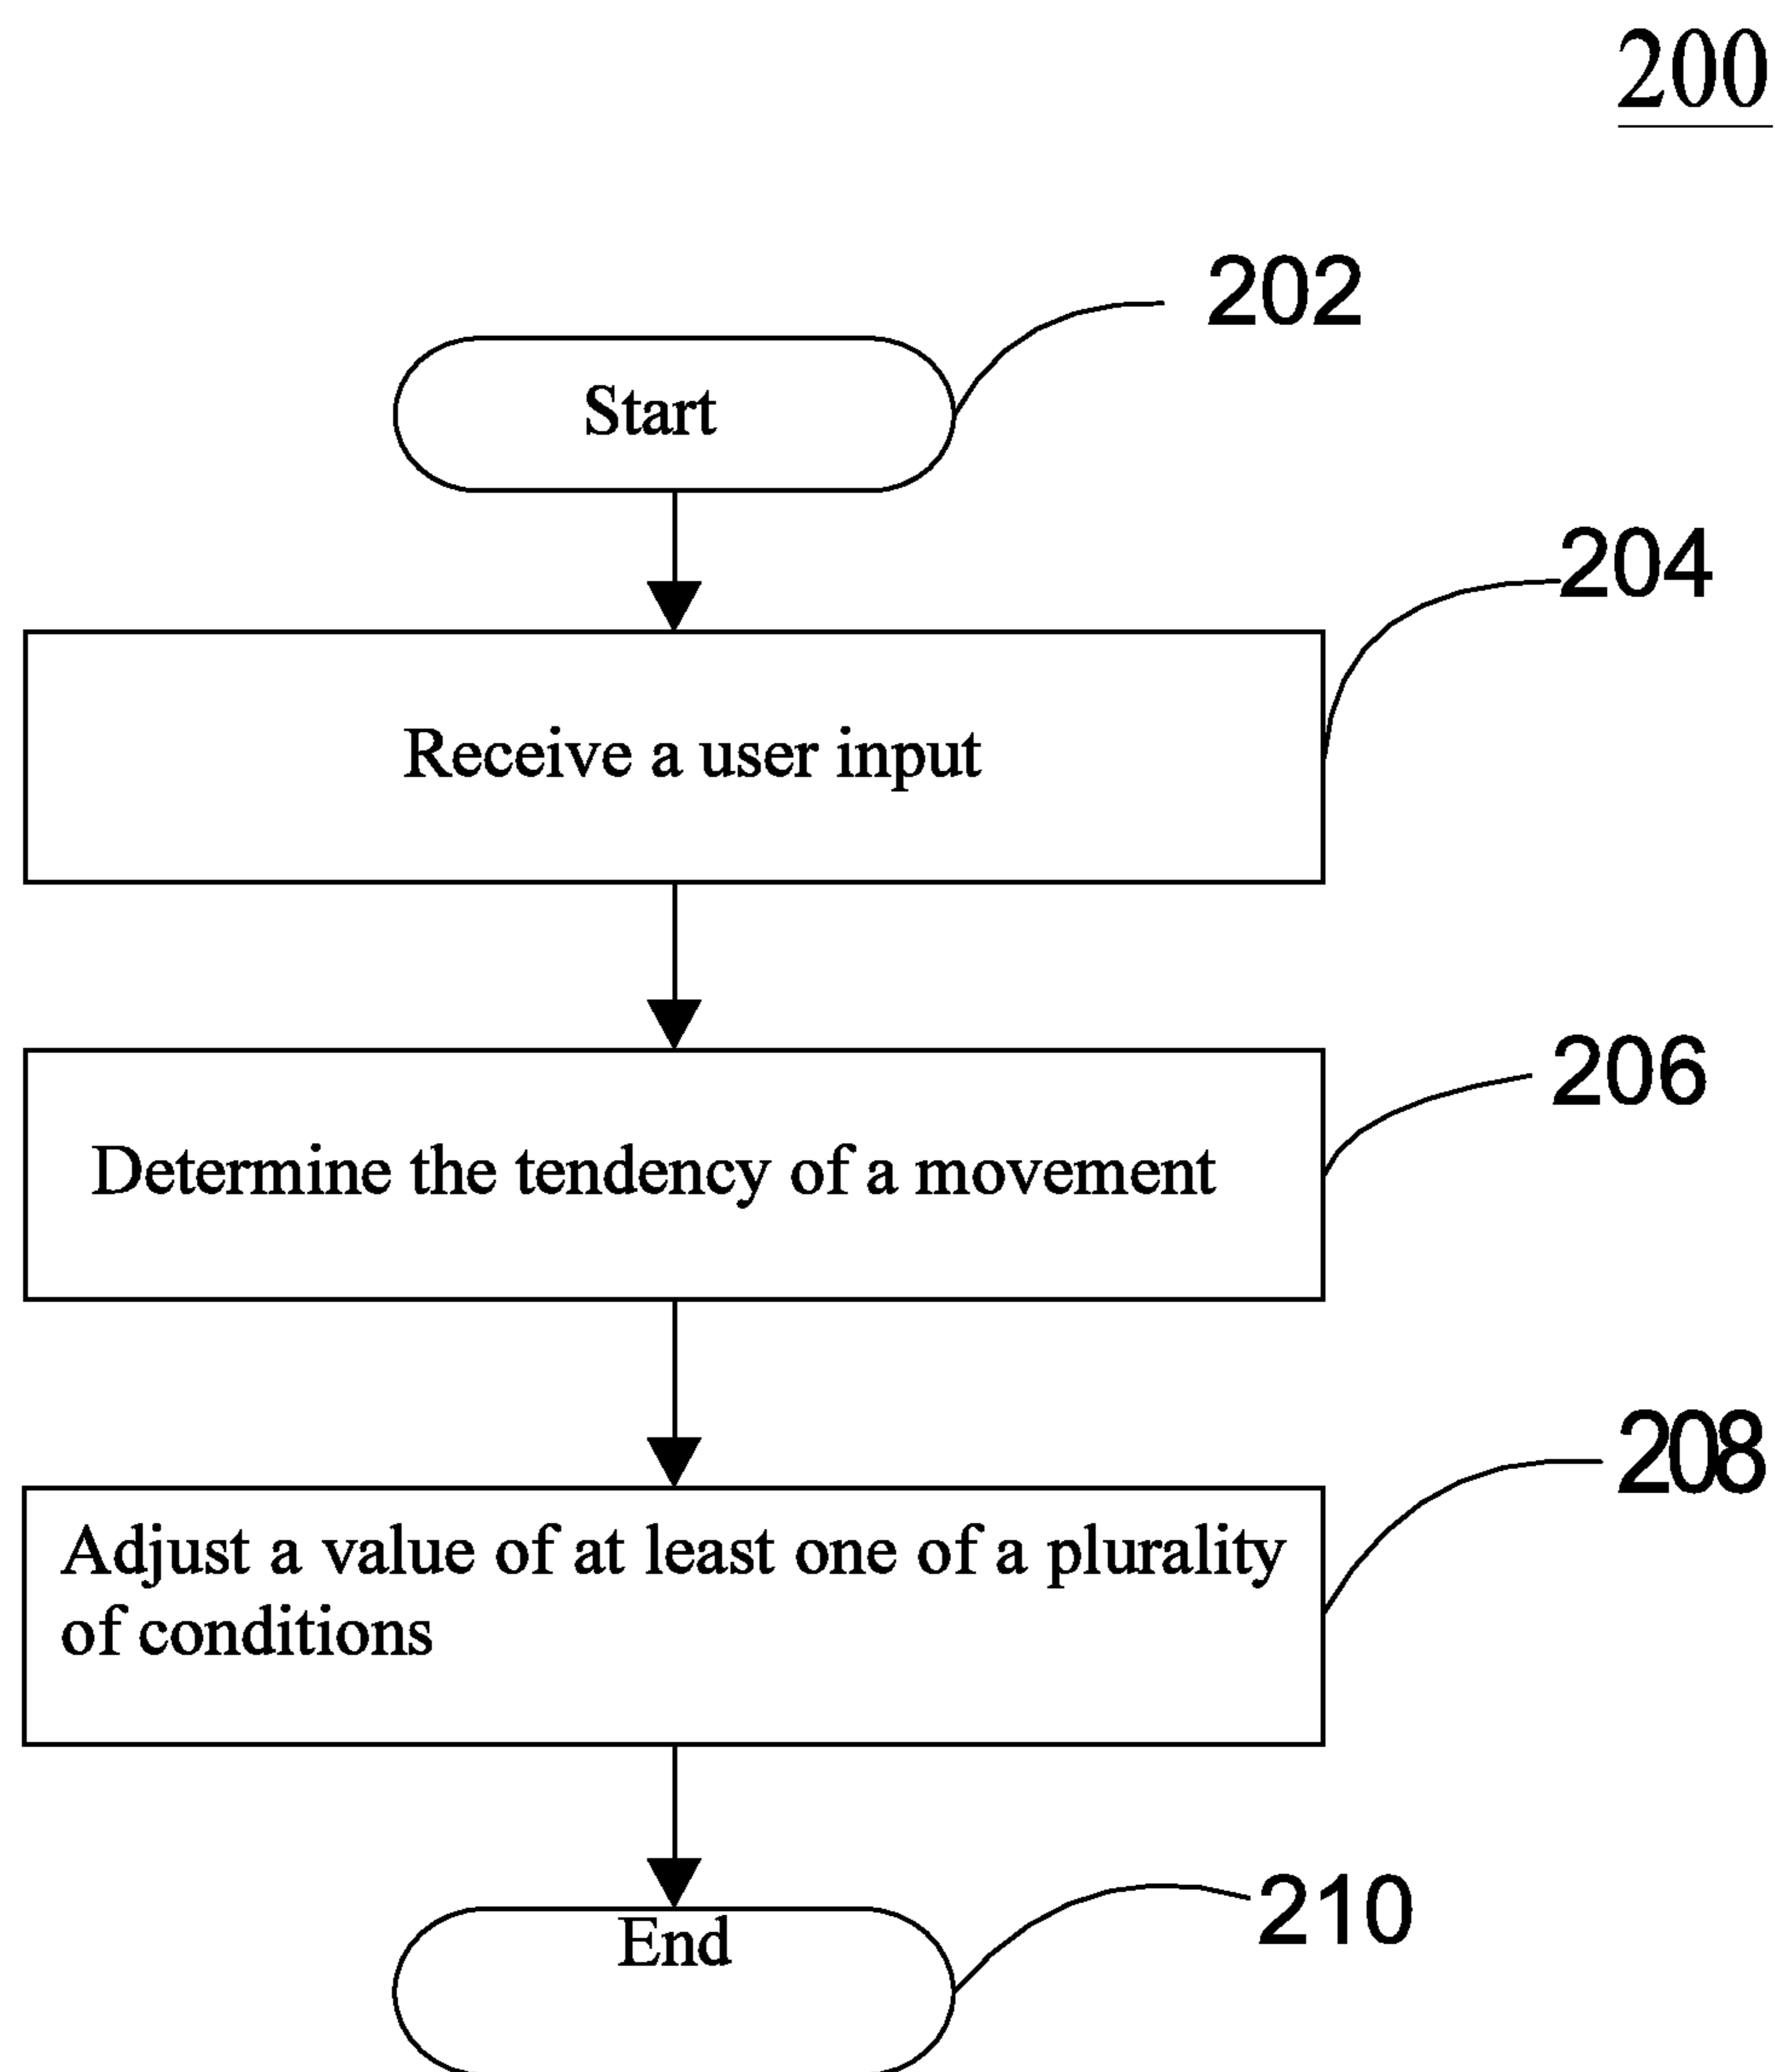 200
202
Start
204
Receive a user input
206
Determine the tendency of a movement
208
Adjust a value of at least one of a plurality
of conditions
210
End